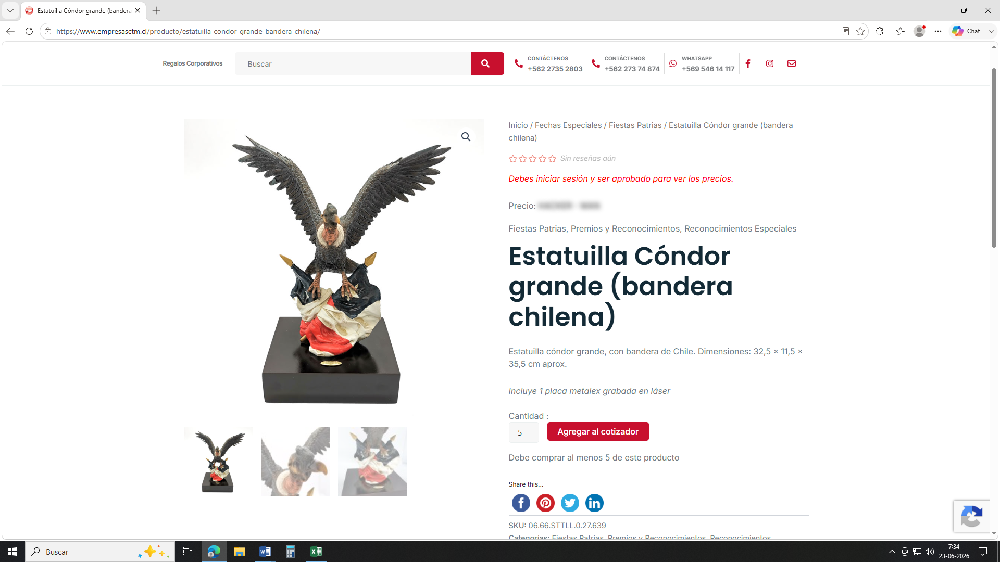 Estatuilla Cóndor grande (bandera
https://www.empresasctm.cl/producto/estatuilla-condor-grande-bandera-chilena/
Chat
Regalos Corporativos
Buscar
CONTÁCTENOS
+562 2735 2803
CONTÁCTENOS
+562 273 74 874
WHATSAPP
+569 546 14 117
Inicio / Fechas Especiales / Fiestas Patrias / Estatuilla Cóndor grande (bandera
chilena)
Sin reseñas aún
Debes iniciar sesión y ser aprobado para ver los precios.
Precio:
Fiestas Patrias, Premios y Reconocimientos, Reconocimientos Especiales
Estatuilla Cóndor
grande (bandera
chilena)
Estatuilla cóndor grande, con bandera de Chile. Dimensiones: 32,5 × 11,5 ×
35,5 cm aprox.
Incluye 1 placa metalex grabada en láser
Cantidad :
5
Agregar al cotizador
Debe comprar al menos 5 de este producto
Share this...
SKU: 06.66.STTLL.0.27.639
Categorías: Fiestas Patrias, Premios y Reconocimientos, Reconocimientos
Buscar
7:34
23-06-2026